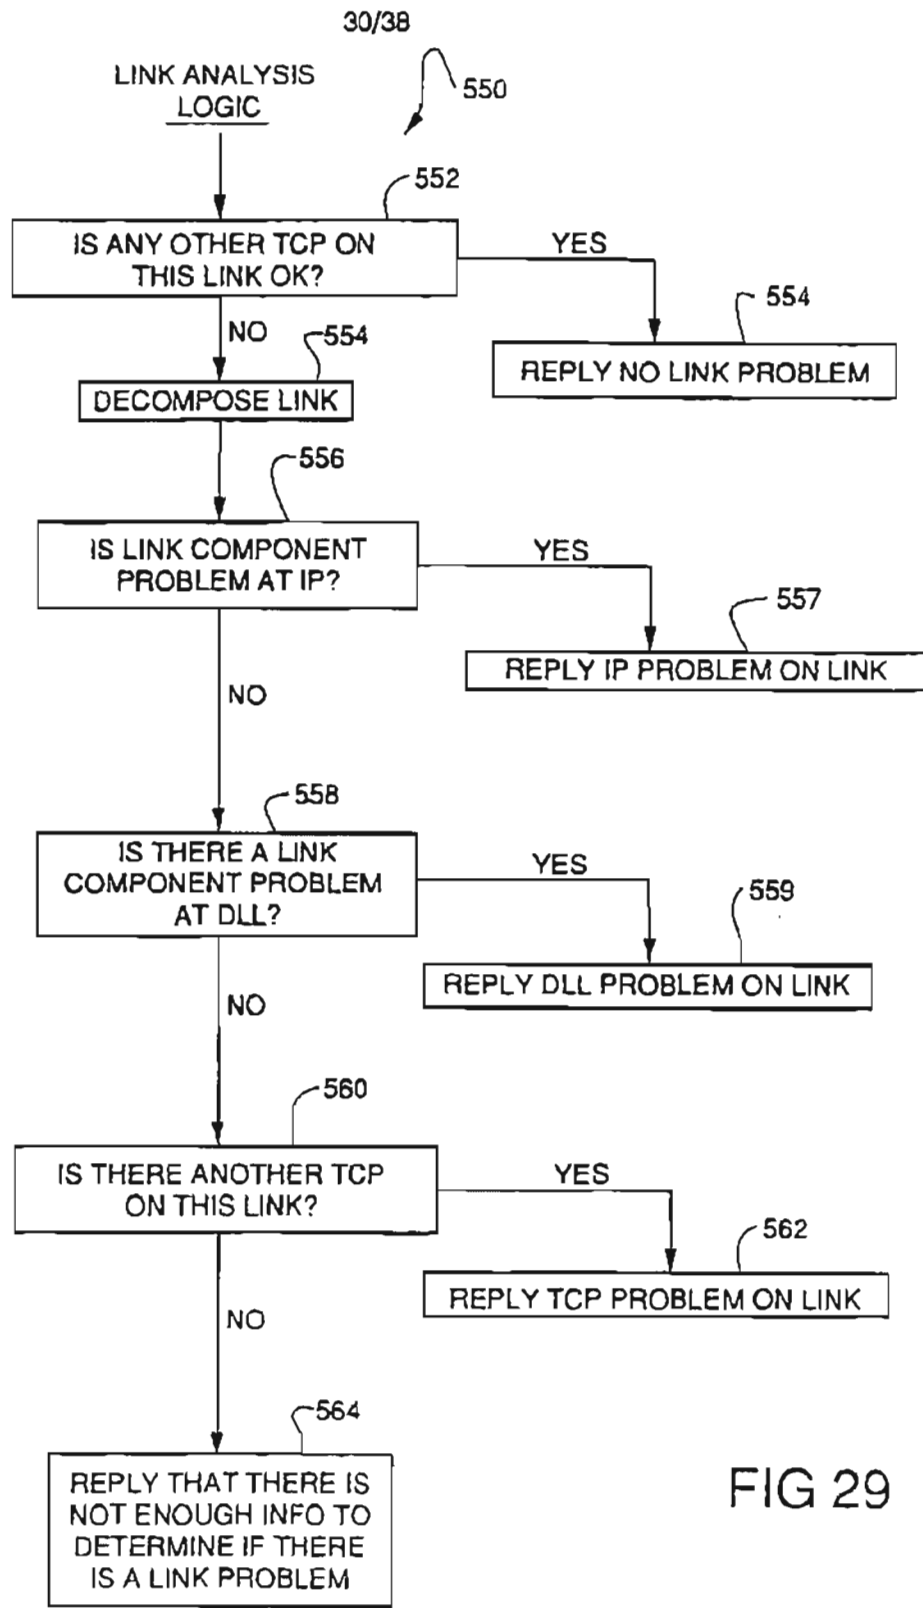 30/38
LINK ANALYSIS
LOGIC
550
552
IS ANY OTHER TCP ON
THIS LINK OK?
YES
554
REPLY NO LINK PROBLEM
NO
554
DECOMPOSE LINK
556
IS LINK COMPONENT
PROBLEM AT IP?
YES
557
REPLY IP PROBLEM ON LINK
NO
558
IS THERE A LINK
COMPONENT PROBLEM
AT DLL?
YES
559
REPLY DLL PROBLEM ON LINK
NO
560
IS THERE ANOTHER TCP
ON THIS LINK?
YES
562
REPLY TCP PROBLEM ON LINK
NO
564
REPLY THAT THERE IS
NOT ENOUGH INFO TO
DETERMINE IF THERE
IS A LINK PROBLEM
FIG 29